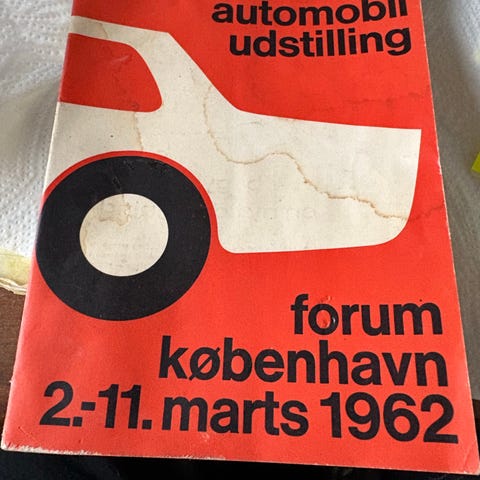 automobil
udstilling
forum
københavn
2.-11. marts 1962